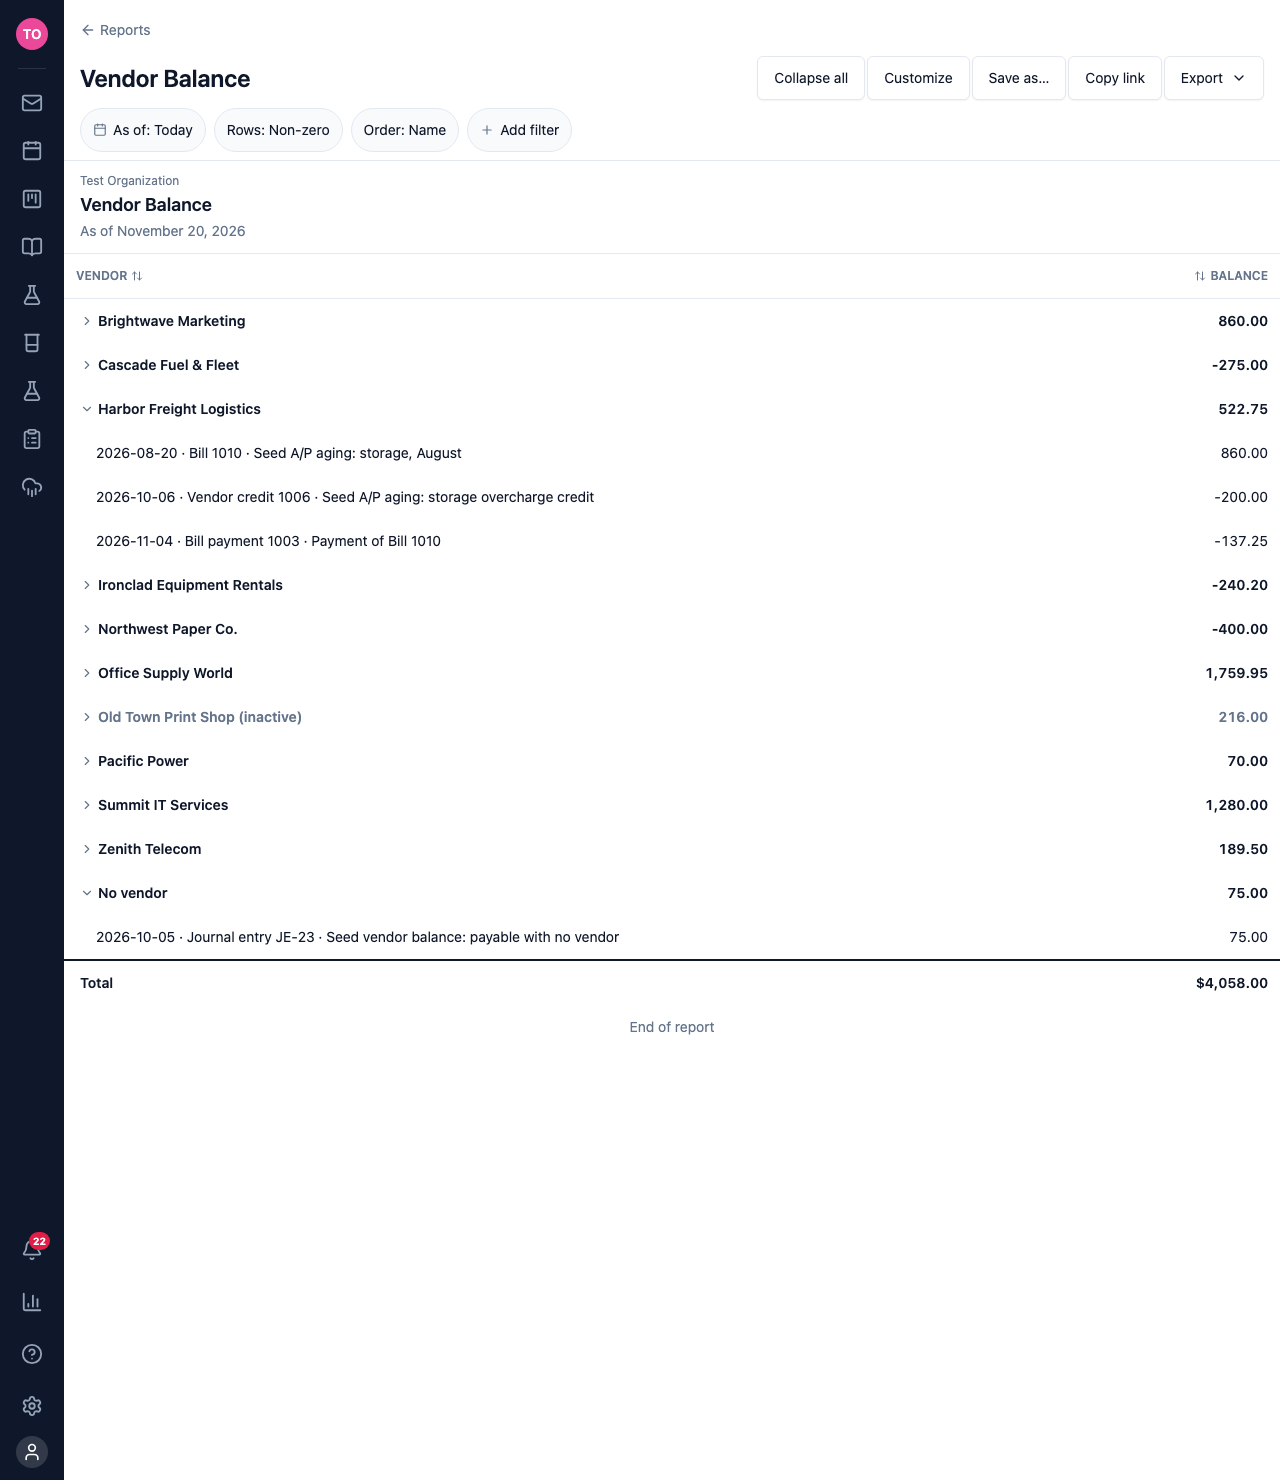 TO
Reports
Vendor Balance
Collapse all
Customize
Save as...
Copy link
Export
As of: Today
Rows: Non-zero
Order: Name
Add filter
Test Organization
Vendor Balance
As of November 20, 2026
VENDOR BALANCE
Brightwave Marketing 860.00
Cascade Fuel & Fleet -275.00
Harbor Freight Logistics 522.75
2026-08-20 · Bill 1010 · Seed A/P aging: storage, August 860.00
2026-10-06 · Vendor credit 1006 · Seed A/P aging: storage overcharge credit -200.00
2026-11-04 · Bill payment 1003 · Payment of Bill 1010 -137.25
Ironclad Equipment Rentals -240.20
Northwest Paper Co. -400.00
Office Supply World 1,759.95
Old Town Print Shop (inactive) 216.00
Pacific Power 70.00
Summit IT Services 1,280.00
Zenith Telecom 189.50
No vendor 75.00
2026-10-05 · Journal entry JE-23 · Seed vendor balance: payable with no vendor 75.00
Total $4,058.00
End of report
22